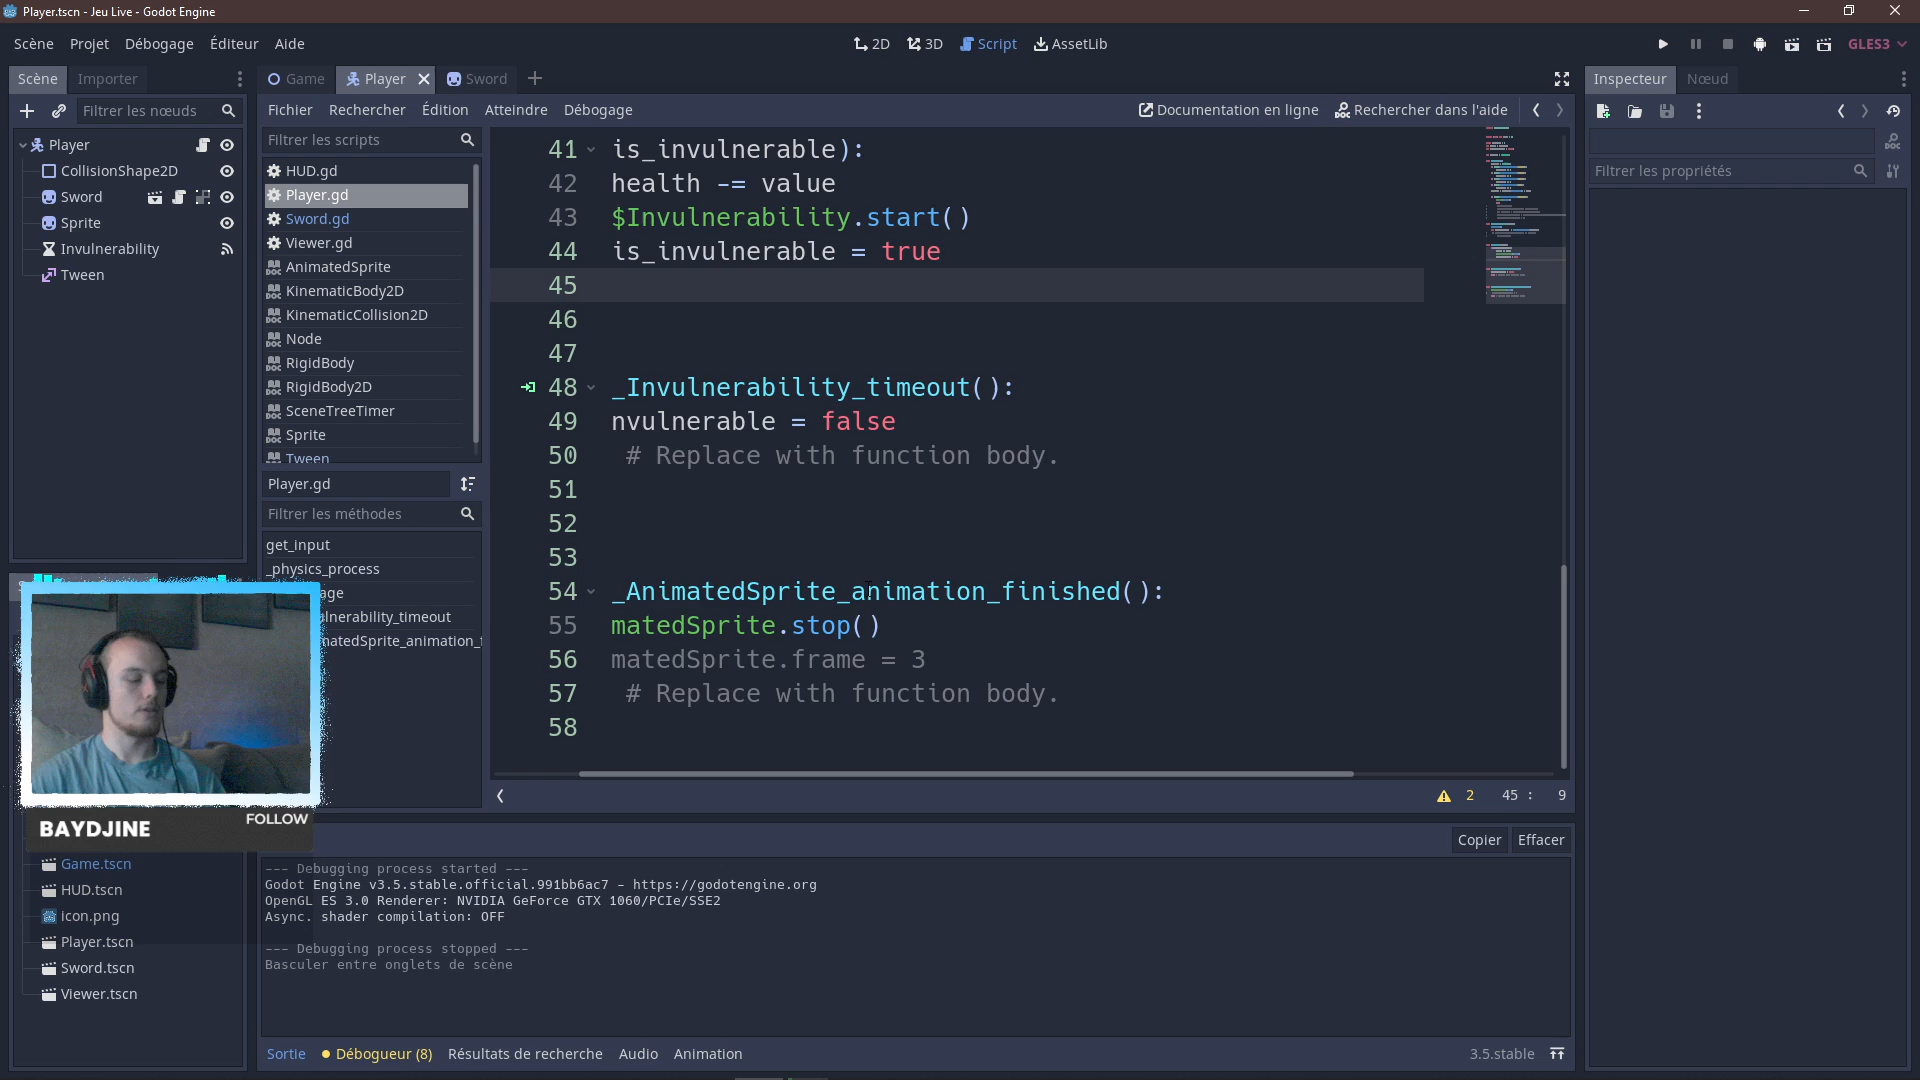 Player.tscn - Jeu Live - Godot Engine
Scène Projet Débogage Éditeur Aide
2D 3D Script AssetLib
GLES3
Scène Importer
Game Player Sword
Inspecteur Nœud
Filtrer les nœuds
Fichier Rechercher Édition Atteindre Débogage
Documentation en ligne Rechercher dans l'aide
Filtrer les propriétés
Player
CollisionShape2D
Sword
Sprite
Invulnerability
Tween
Filtrer les scripts
HUD.gd
Player.gd
Sword.gd
Viewer.gd
AnimatedSprite
KinematicBody2D
KinematicCollision2D
Node
RigidBody
RigidBody2D
SceneTreeTimer
Sprite
Tween
Player.gd
Filtrer les méthodes
get_input
_physics_process
age
lnerability_timeout
natedSprite_animation_f
41 is_invulnerable):
42 health -= value
43 $Invulnerability.start()
44 is_invulnerable = true
45
46
47
48 _Invulnerability_timeout():
49 nvulnerable = false
50 # Replace with function body.
51
52
53
54 _AnimatedSprite_animation_finished():
55 matedSprite.stop()
56 matedSprite.frame = 3
57 # Replace with function body.
58
2 45 : 9
BAYDJINE FOLLOW
Game.tscn
HUD.tscn
icon.png
Player.tscn
Sword.tscn
Viewer.tscn
Copier Effacer
--- Debugging process started ---
Godot Engine v3.5.stable.official.991bb6ac7 - https://godotengine.org
OpenGL ES 3.0 Renderer: NVIDIA GeForce GTX 1060/PCIe/SSE2
Async. shader compilation: OFF
--- Debugging process stopped ---
Basculer entre onglets de scène
Sortie Débogueur (8) Résultats de recherche Audio Animation
3.5.stable